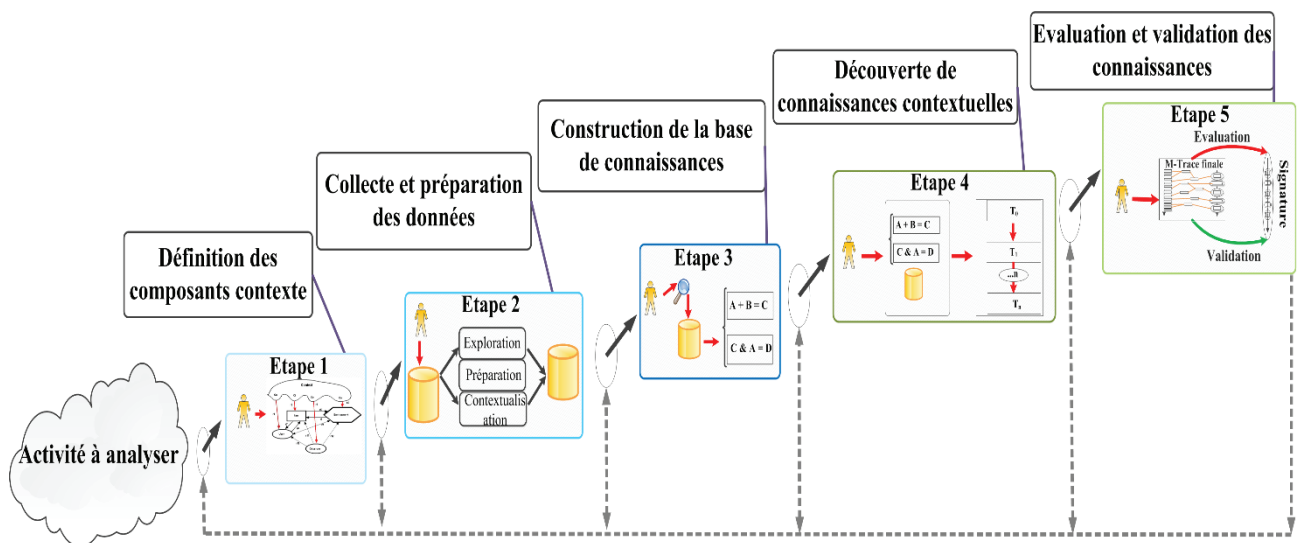 Activité à analyser
Définition des
composants contexte
Etape 1
Collecte et préparation
des données
Etape 2
Exploration
Préparation
Contextualis
ation
Construction de la base
de connaissances
Etape 3
A + B = C
C & A = D
Découverte de
connaissances contextuelles
Etape 4
A + B = C
C & A = D
T₀
T₁
...n
Tₙ
Evaluation et validation des
connaissances
Etape 5
Evaluation
M-Trace finale
Signature
Validation